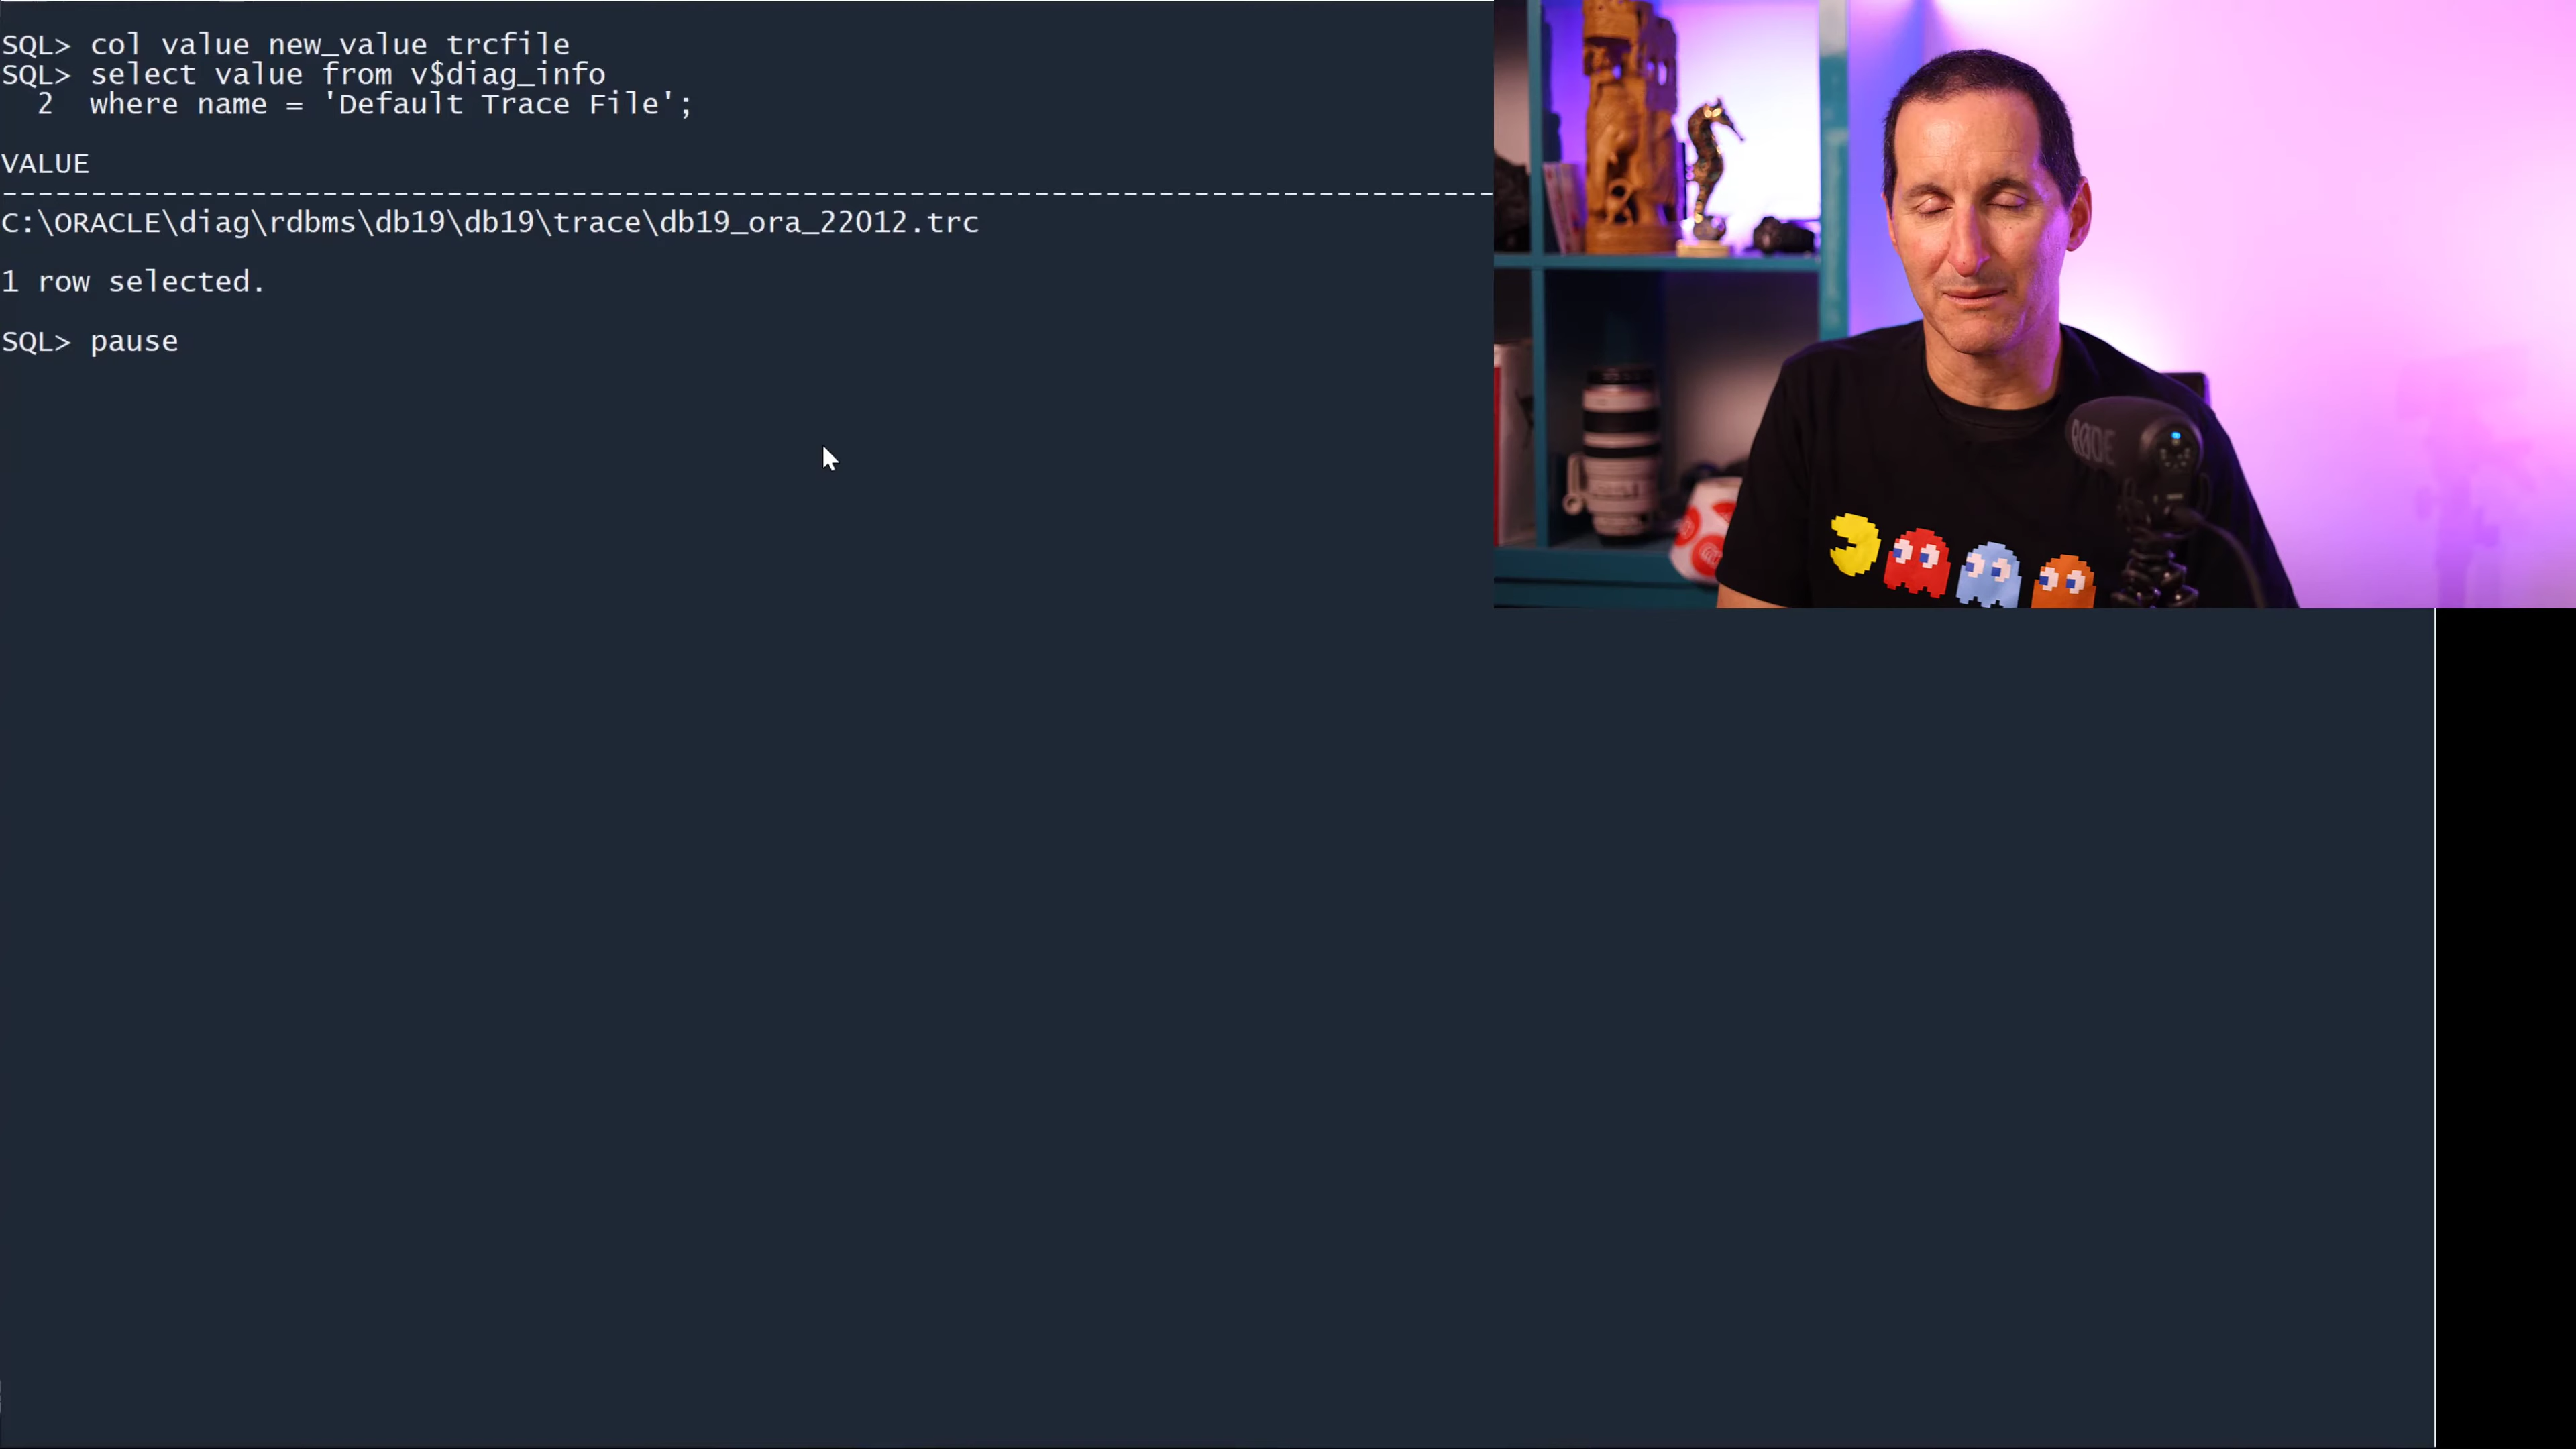 SQL> col value new_value trcfile
SQL> select value from v$diag_info
  2  where name = 'Default Trace File';
VALUE
------------------------------------------------------------------------------------
C:\ORACLE\diag\rdbms\db19\db19\trace\db19_ora_22012.trc
1 row selected.
SQL> pause
RØDE